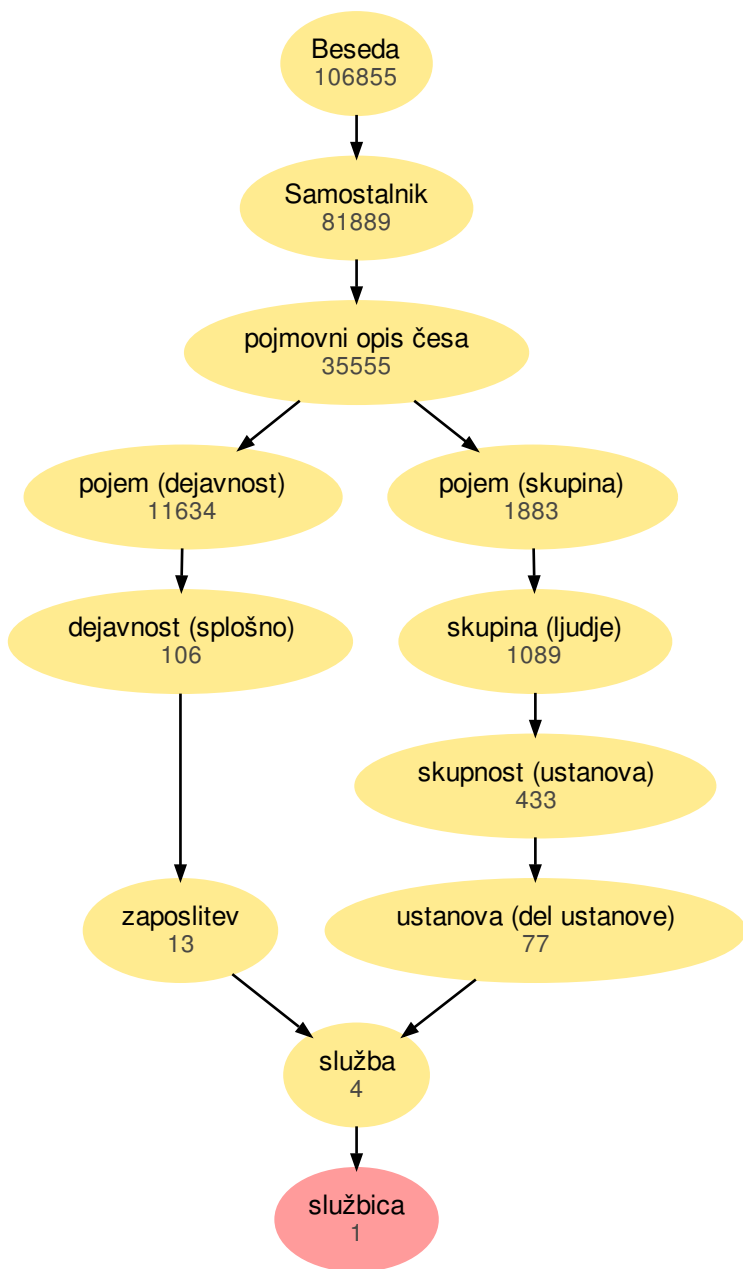 Beseda
106855
Samostalnik
81889
pojmovni opis česa
35555
pojem (dejavnost)
11634
pojem (skupina)
1883
dejavnost (splošno)
106
skupina (ljudje)
1089
skupnost (ustanova)
433
zaposlitev
13
ustanova (del ustanove)
77
služba
4
službica
1